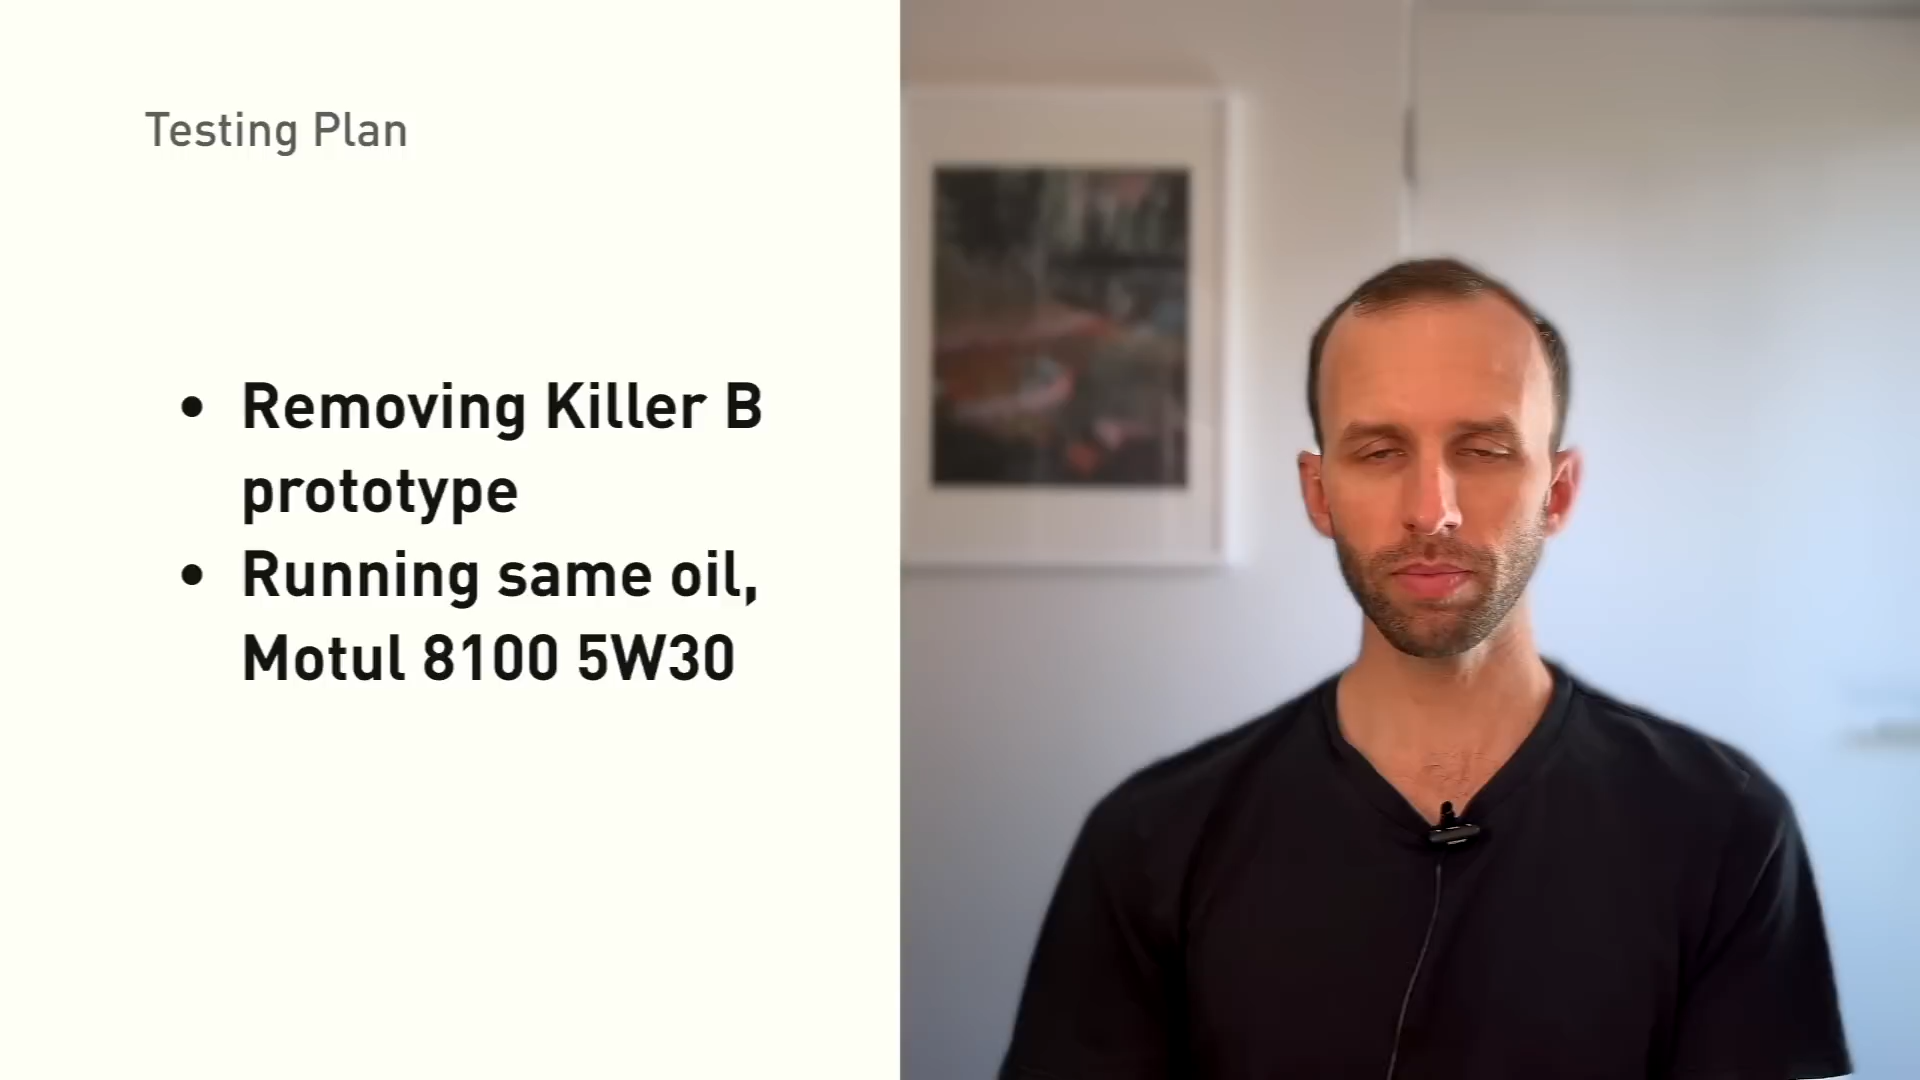 Testing Plan
• Removing Killer B
prototype
• Running same oil,
Motul 8100 5W30